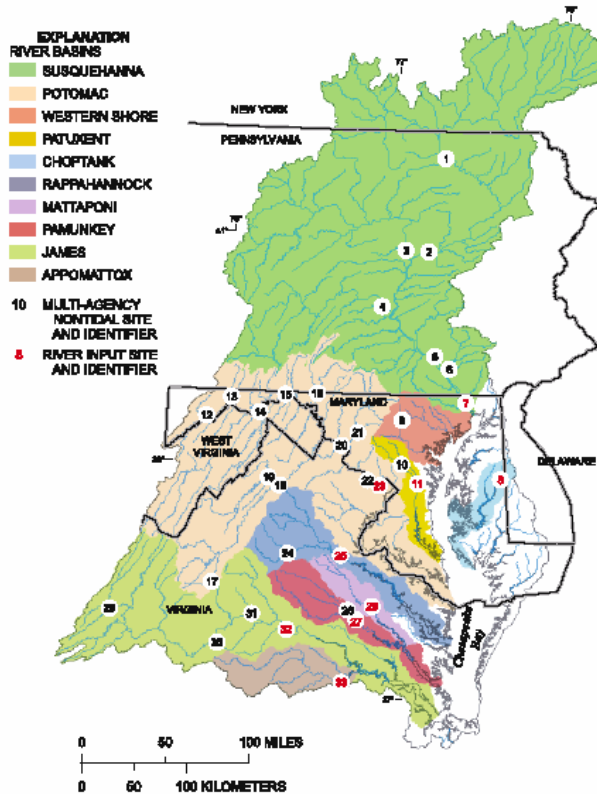 EXPLANATION
RIVER BASINS
SUSQUEHANNA
POTOMAC
WESTERN SHORE
PATUXENT
CHOPTANK
RAPPAHANNOCK
MATTAPONI
PAMUNKEY
JAMES
APPOMATTOX
10 MULTI-AGENCY
NONTIDAL SITE
AND IDENTIFIER
8 RIVER INPUT SITE
AND IDENTIFIER
77°
NEW YORK
PENNSYLVANIA
1
3 2
4
5
6
7
15 16
13
MARYLAND
12
14
9
WEST
VIRGINIA
21
20
DELAWARE
10
19
18
22
23
11
8
24
25
17
VIRGINIA
29
31
27
32
33
Chesapeake
Bay
0 50 100 MILES
0 50 100 KILOMETERS